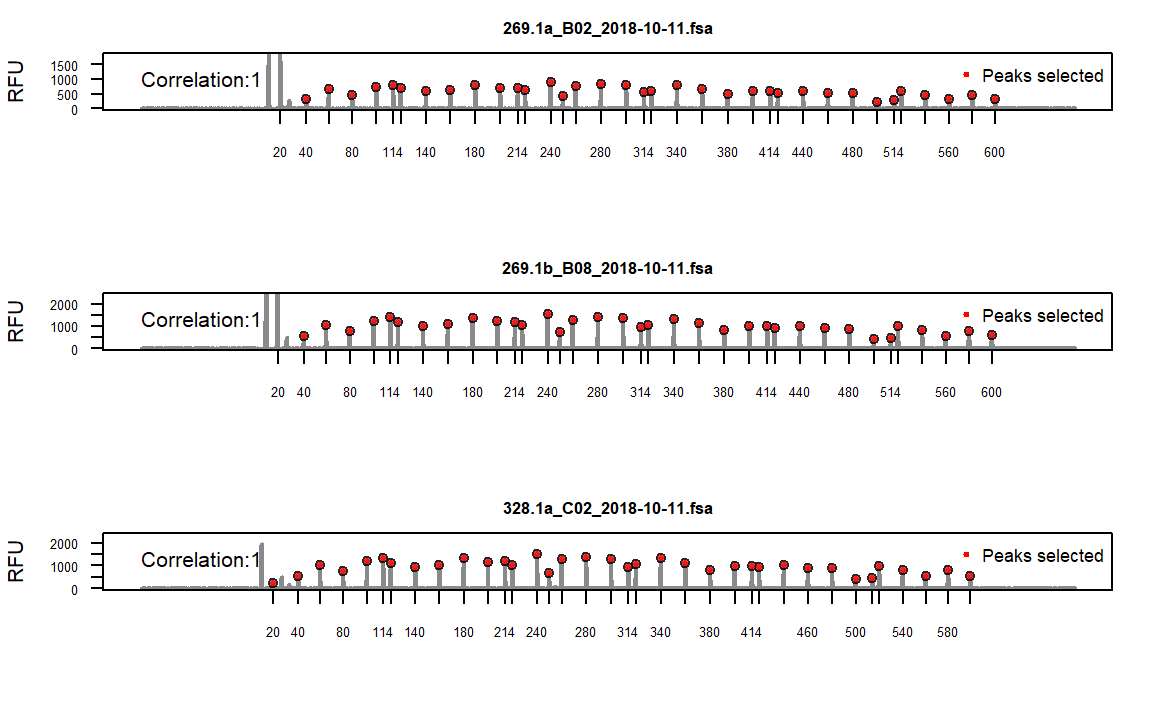 269.1a_B02_2018-10-11.fsa
RFU
1500
1000
500
0
Correlation:1
Peaks selected
20 40 80 114 140 180 214 240 280 314 340 380 414 440 480 514 560 600
269.1b_B08_2018-10-11.fsa
RFU
2000
1000
0
Correlation:1
Peaks selected
20 40 80 114 140 180 214 240 280 314 340 380 414 440 480 514 560 600
328.1a_C02_2018-10-11.fsa
RFU
2000
1000
0
Correlation:1
Peaks selected
20 40 80 114 140 180 214 240 280 314 340 380 414 460 500 540 580